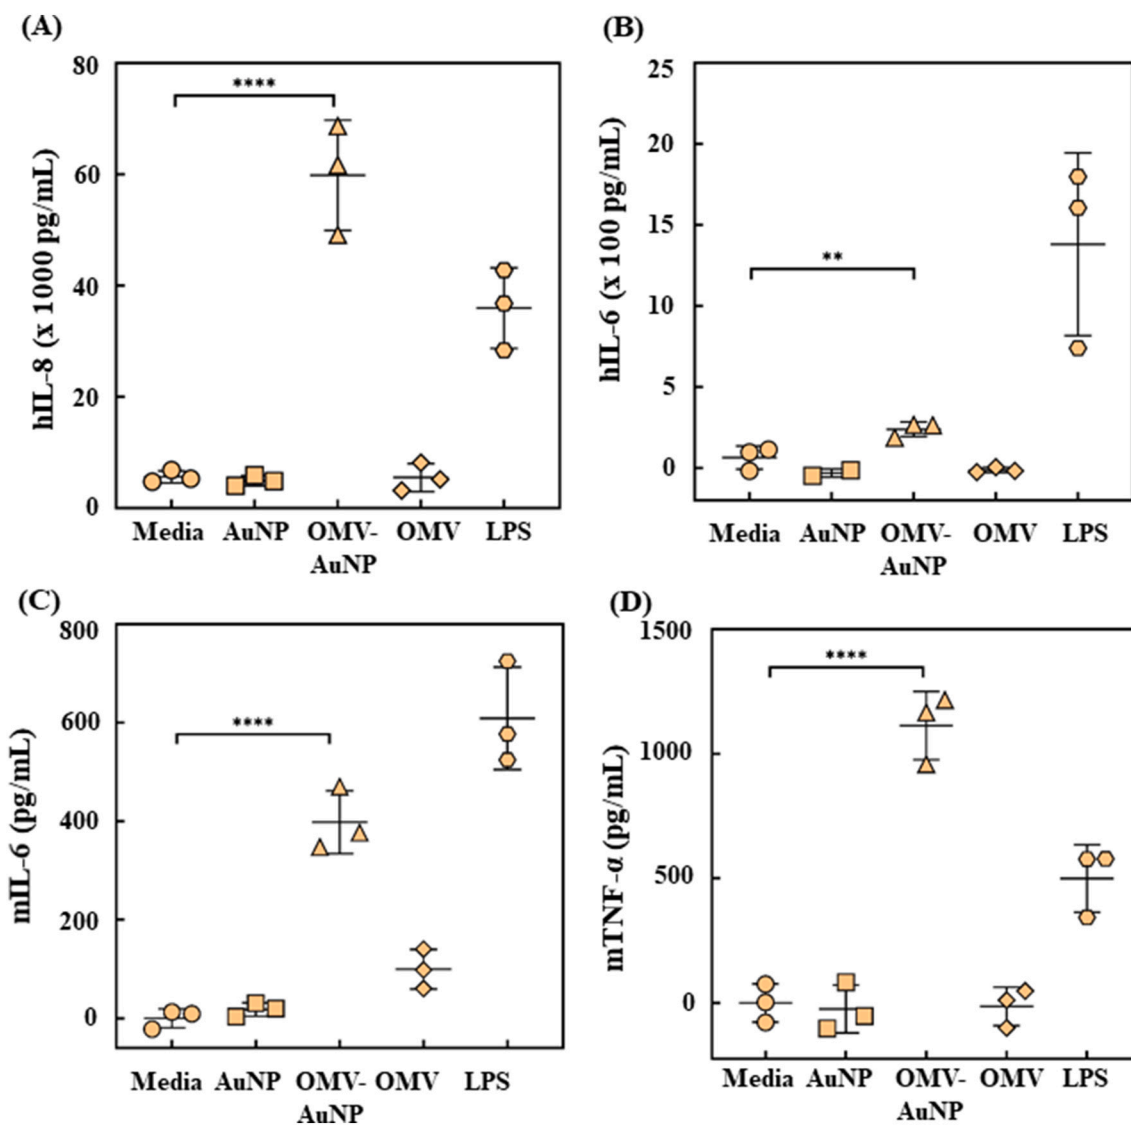 (A)
hIL-8 (x 1000 pg/mL)
80
60
40
20
0
****
Media AuNP OMV- OMV LPS
AuNP
(B)
hIL-6 (x 100 pg/mL)
25
20
15
10
5
0
**
Media AuNP OMV- OMV LPS
AuNP
(C)
mIL-6 (pg/mL)
800
600
400
200
0
****
Media AuNP OMV- OMV LPS
AuNP
(D)
mTNF-α (pg/mL)
1500
1000
500
0
****
Media AuNP OMV- OMV LPS
AuNP